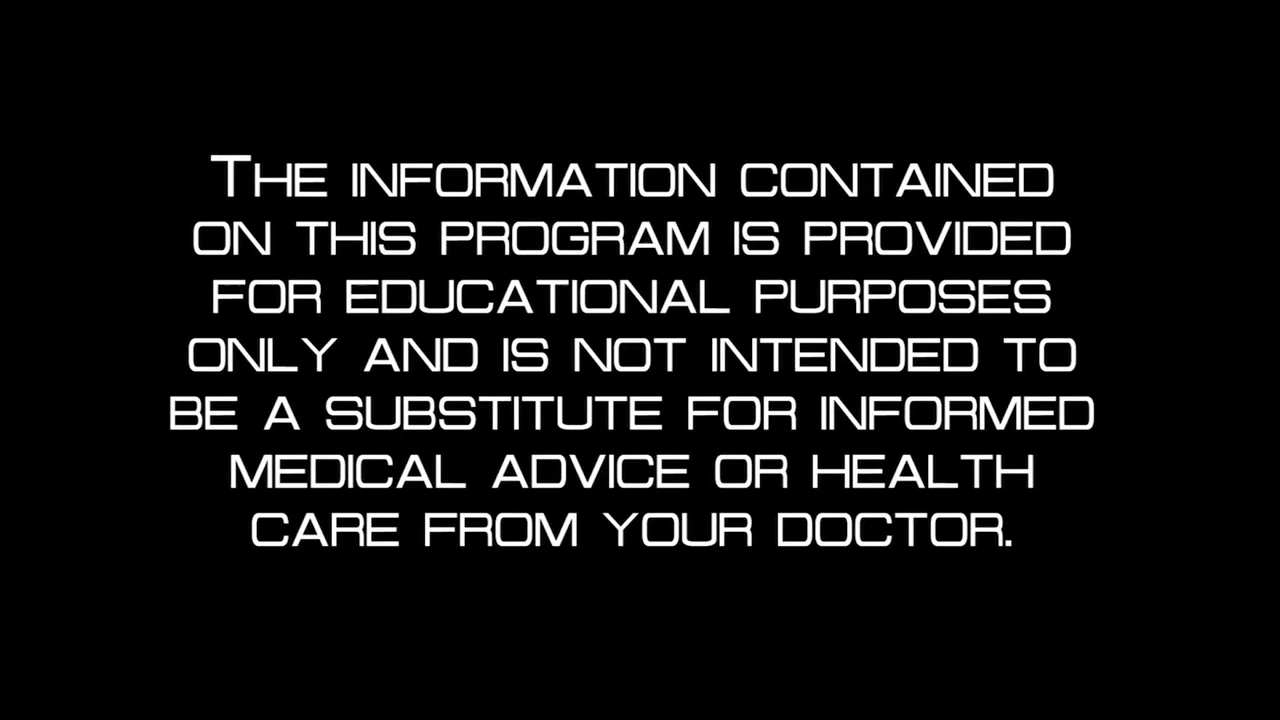 THE INFORMATION CONTAINED
ON THIS PROGRAM IS PROVIDED
FOR EDUCATIONAL PURPOSES
ONLY AND IS NOT INTENDED TO
BE A SUBSTITUTE FOR INFORMED
MEDICAL ADVICE OR HEALTH
CARE FROM YOUR DOCTOR.